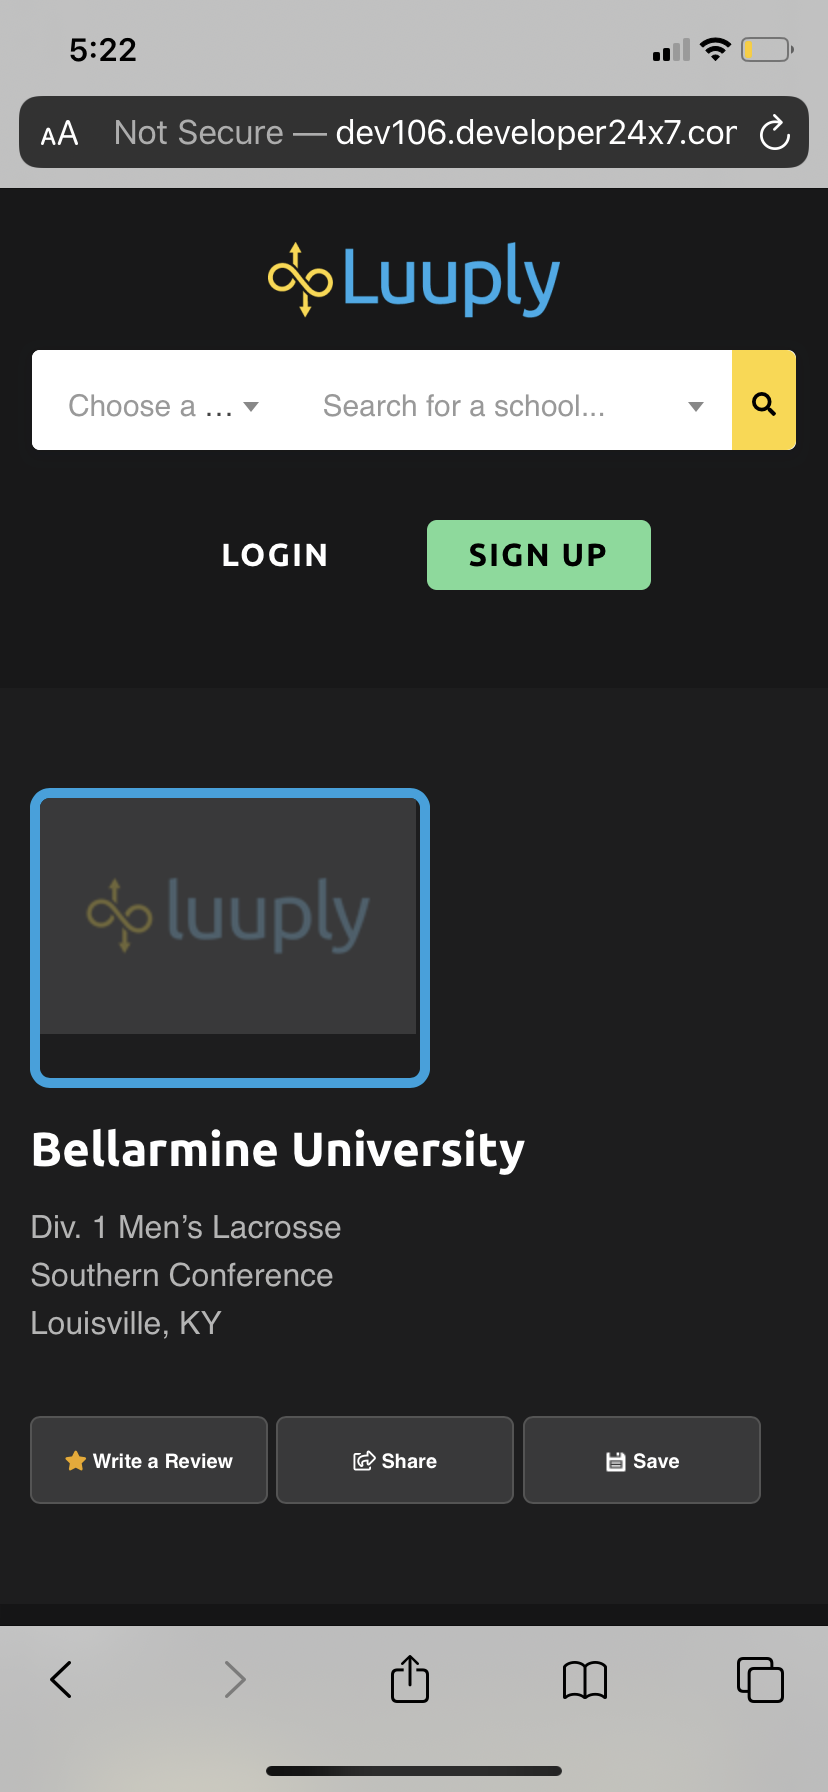 5:22
AA Not Secure — dev106.developer24x7.com
Luuply
Choose a ... Search for a school...
LOGIN SIGN UP
luuply
Bellarmine University
Div. 1 Men’s Lacrosse
Southern Conference
Louisville, KY
Write a Review Share Save